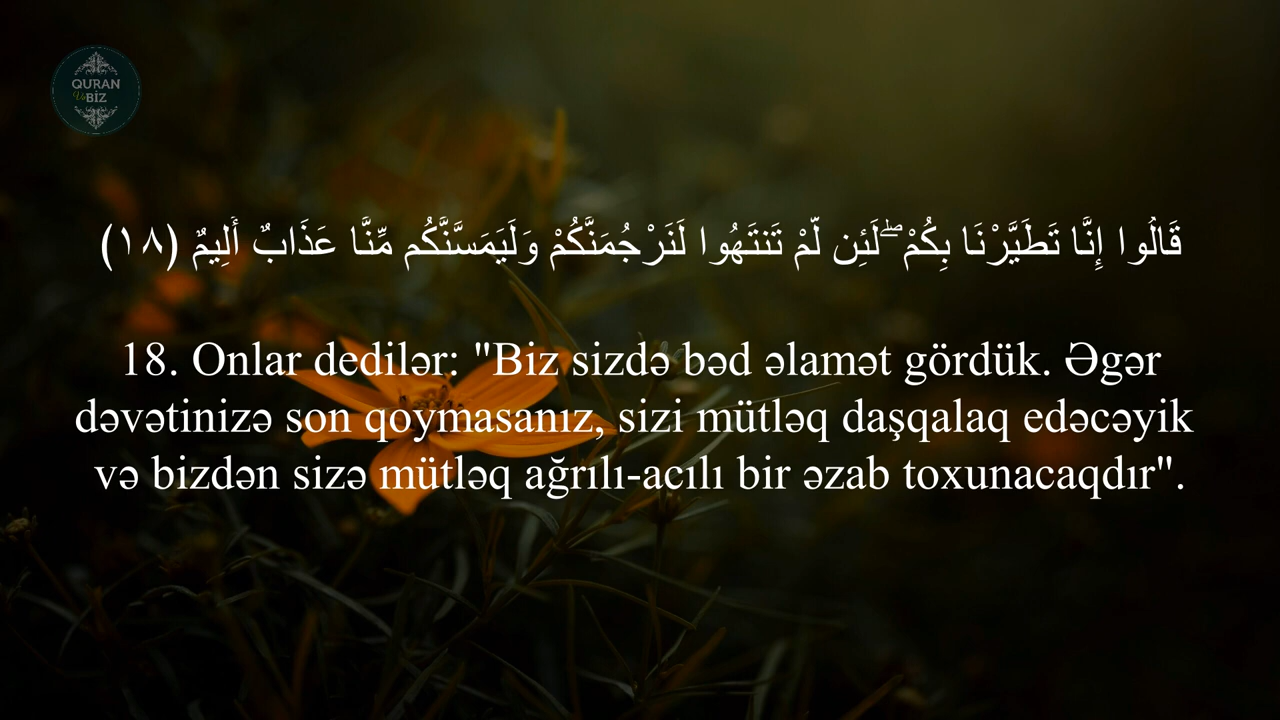 QURAN
Və BİZ
قَالُوا إِنَّا تَطَيَّرْنَا بِكُمْ ۖ لَئِن لَّمْ تَنتَهُوا لَنَرْجُمَنَّكُمْ وَلَيَمَسَّنَّكُم مِّنَّا عَذَابٌ أَلِيمٌ (١٨)
18. Onlar dedilər: "Biz sizdə bəd əlamət gördük. Əgər
dəvətinizə son qoymasanız, sizi mütləq daşqalaq edəcəyik
və bizdən sizə mütləq ağrılı-acılı bir əzab toxunacaqdır".